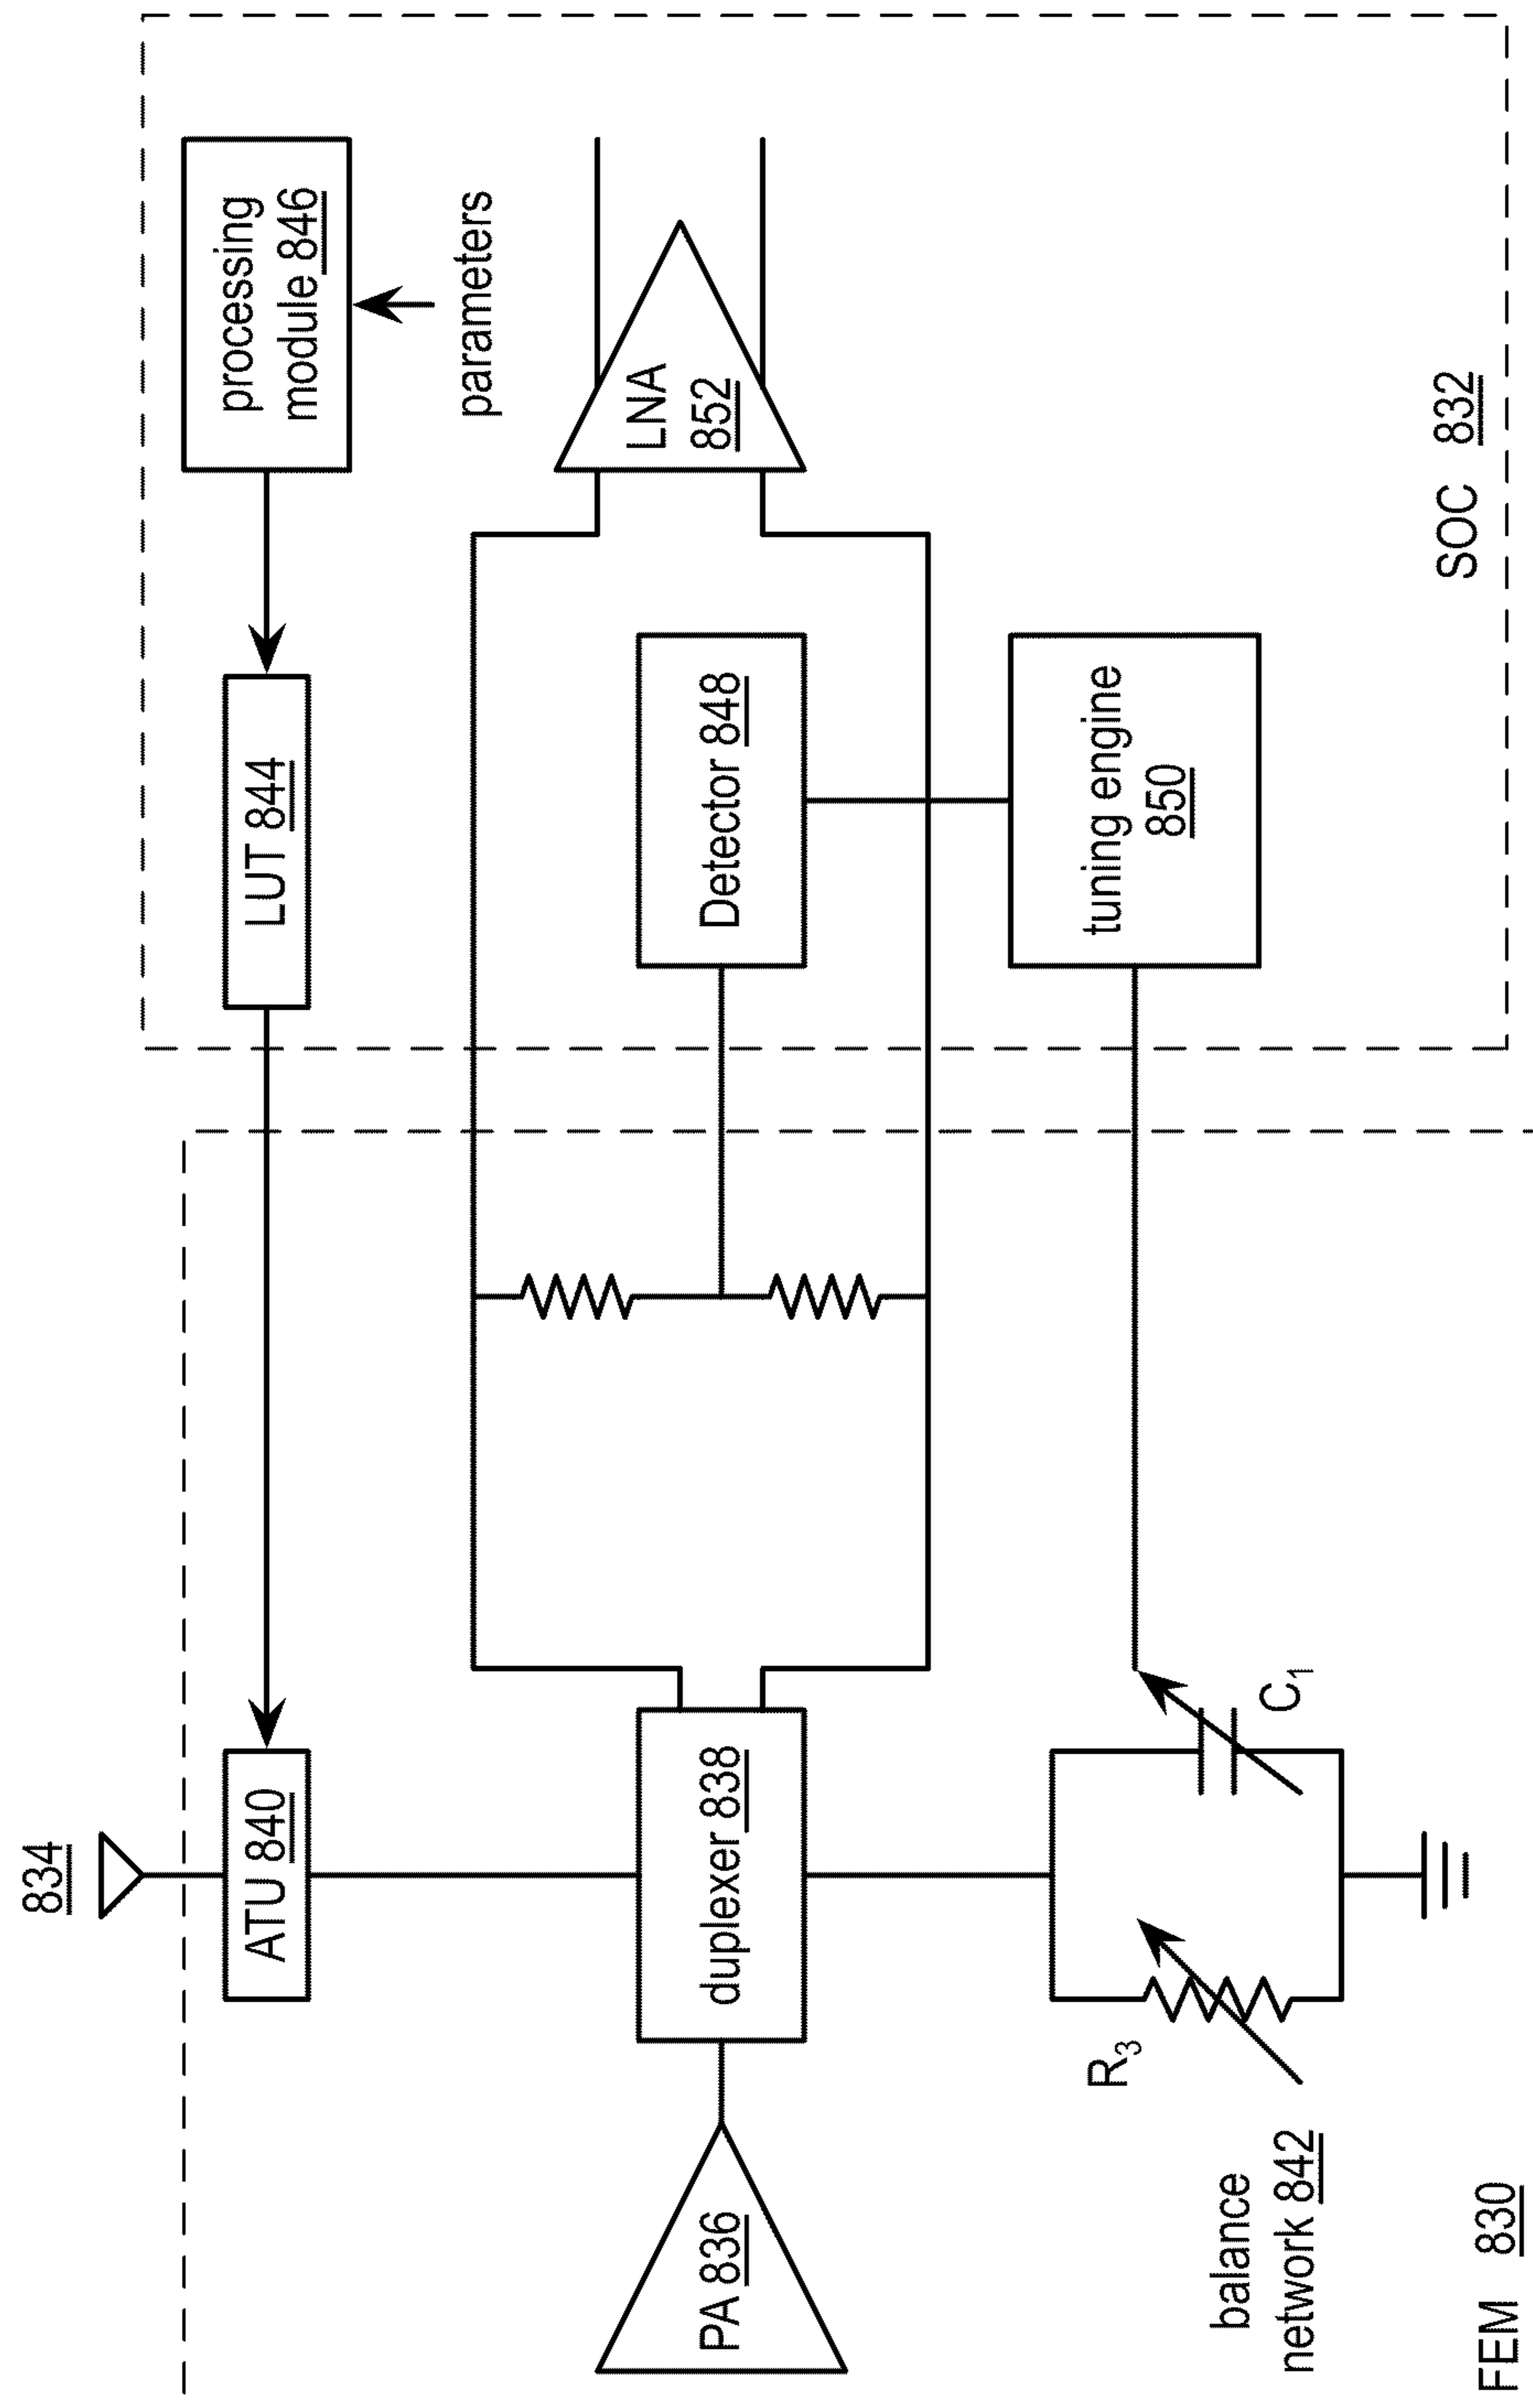 834
ATU 840
LUT 844
processing
module 846
parameters
PA 836
duplexer 838
Detector 848
LNA
852
R3
C1
tuning engine
850
balance
network 842
FEM 830
SOC 832